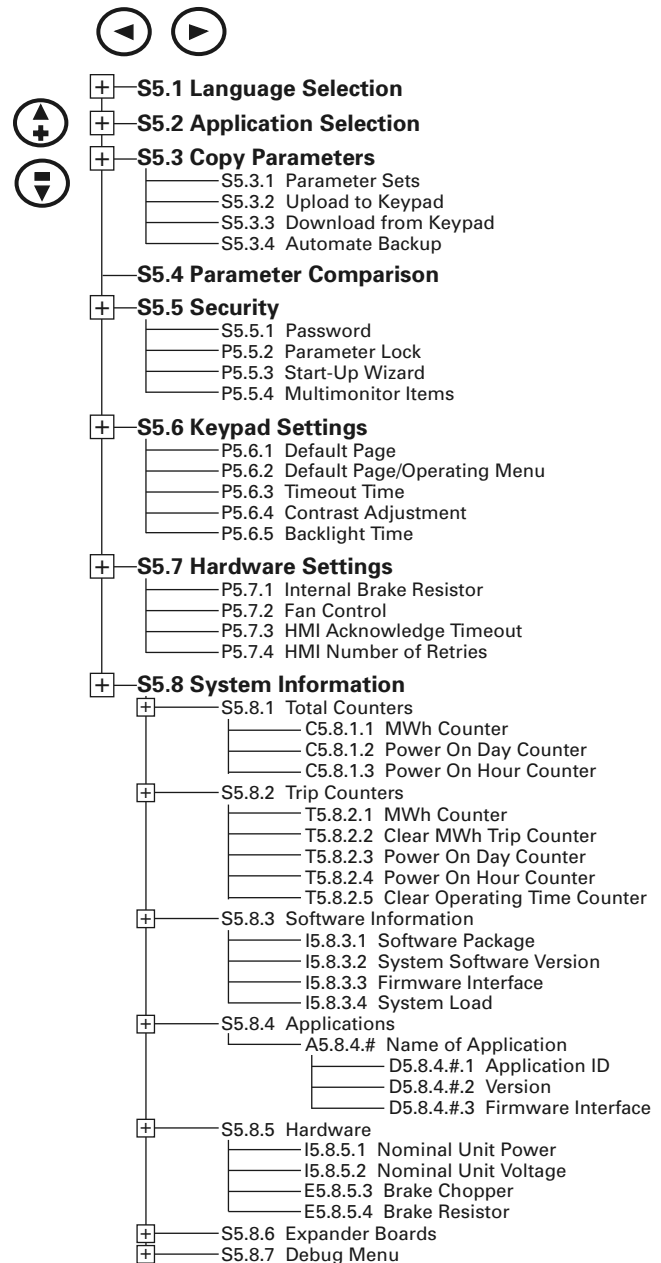 S5.1 Language Selection
S5.2 Application Selection
S5.3 Copy Parameters
S5.3.1 Parameter Sets
S5.3.2 Upload to Keypad
S5.3.3 Download from Keypad
S5.3.4 Automate Backup
S5.4 Parameter Comparison
S5.5 Security
S5.5.1 Password
P5.5.2 Parameter Lock
P5.5.3 Start-Up Wizard
P5.5.4 Multimonitor Items
S5.6 Keypad Settings
P5.6.1 Default Page
P5.6.2 Default Page/Operating Menu
P5.6.3 Timeout Time
P5.6.4 Contrast Adjustment
P5.6.5 Backlight Time
S5.7 Hardware Settings
P5.7.1 Internal Brake Resistor
P5.7.2 Fan Control
P5.7.3 HMI Acknowledge Timeout
P5.7.4 HMI Number of Retries
S5.8 System Information
S5.8.1 Total Counters
C5.8.1.1 MWh Counter
C5.8.1.2 Power On Day Counter
C5.8.1.3 Power On Hour Counter
S5.8.2 Trip Counters
T5.8.2.1 MWh Counter
T5.8.2.2 Clear MWh Trip Counter
T5.8.2.3 Power On Day Counter
T5.8.2.4 Power On Hour Counter
T5.8.2.5 Clear Operating Time Counter
S5.8.3 Software Information
I5.8.3.1 Software Package
I5.8.3.2 System Software Version
I5.8.3.3 Firmware Interface
I5.8.3.4 System Load
S5.8.4 Applications
A5.8.4.# Name of Application
D5.8.4.#.1 Application ID
D5.8.4.#.2 Version
D5.8.4.#.3 Firmware Interface
S5.8.5 Hardware
I5.8.5.1 Nominal Unit Power
I5.8.5.2 Nominal Unit Voltage
E5.8.5.3 Brake Chopper
E5.8.5.4 Brake Resistor
S5.8.6 Expander Boards
S5.8.7 Debug Menu